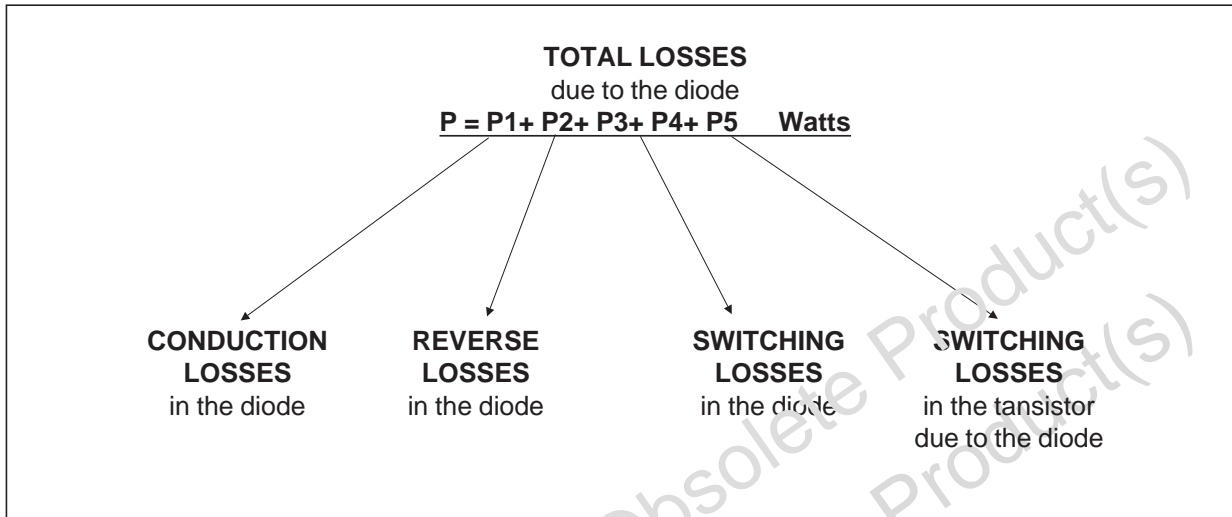 TOTAL LOSSES
due to the diode
P = P1+ P2+ P3+ P4+ P5 Watts
CONDUCTION
LOSSES
in the diode
REVERSE
LOSSES
in the diode
SWITCHING
LOSSES
in the diode
SWITCHING
LOSSES
in the tansistor
due to the diode
Obsolete Product(s)
Product(s)